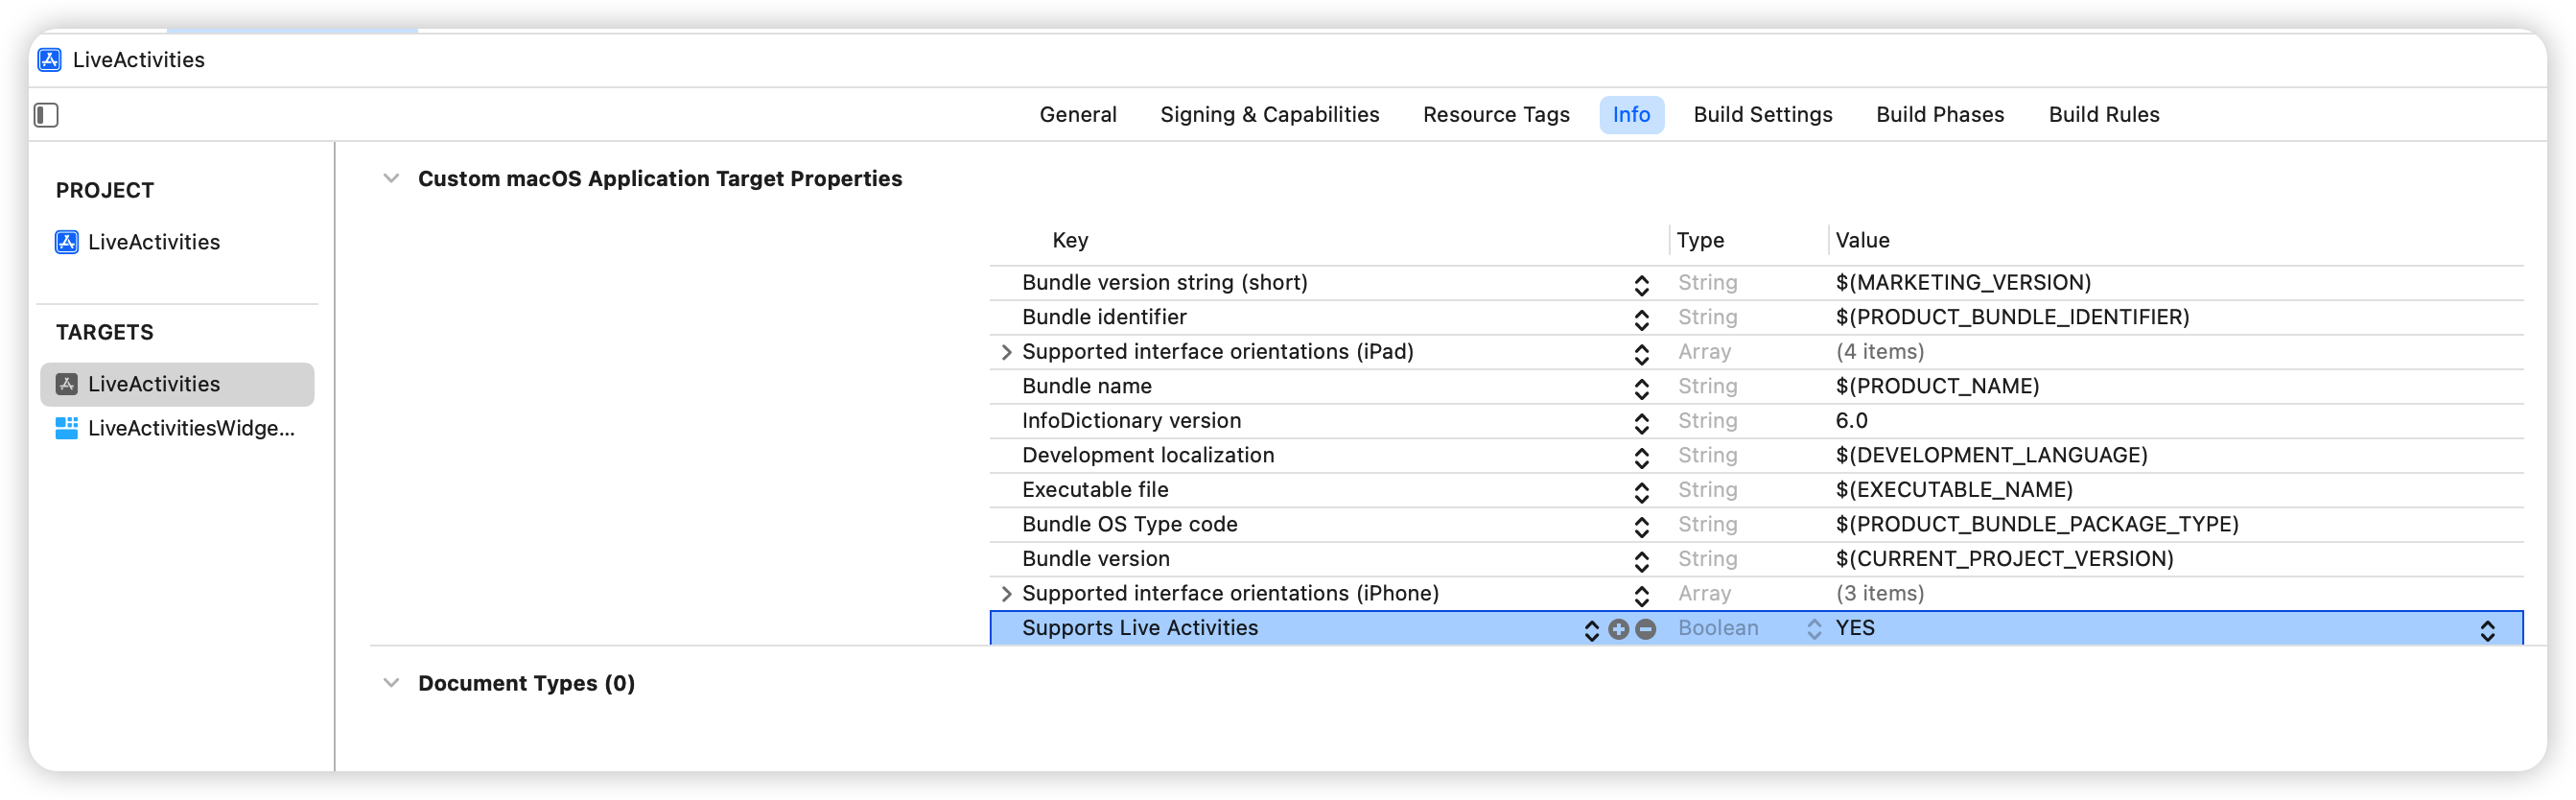 LiveActivities
General Signing & Capabilities Resource Tags Info Build Settings Build Phases Build Rules
PROJECT
LiveActivities
TARGETS
LiveActivities
LiveActivitiesWidge...
Custom macOS Application Target Properties
Key Type Value
Bundle version string (short) String $(MARKETING_VERSION)
Bundle identifier String $(PRODUCT_BUNDLE_IDENTIFIER)
Supported interface orientations (iPad) Array (4 items)
Bundle name String $(PRODUCT_NAME)
InfoDictionary version String 6.0
Development localization String $(DEVELOPMENT_LANGUAGE)
Executable file String $(EXECUTABLE_NAME)
Bundle OS Type code String $(PRODUCT_BUNDLE_PACKAGE_TYPE)
Bundle version String $(CURRENT_PROJECT_VERSION)
Supported interface orientations (iPhone) Array (3 items)
Supports Live Activities Boolean YES
Document Types (0)